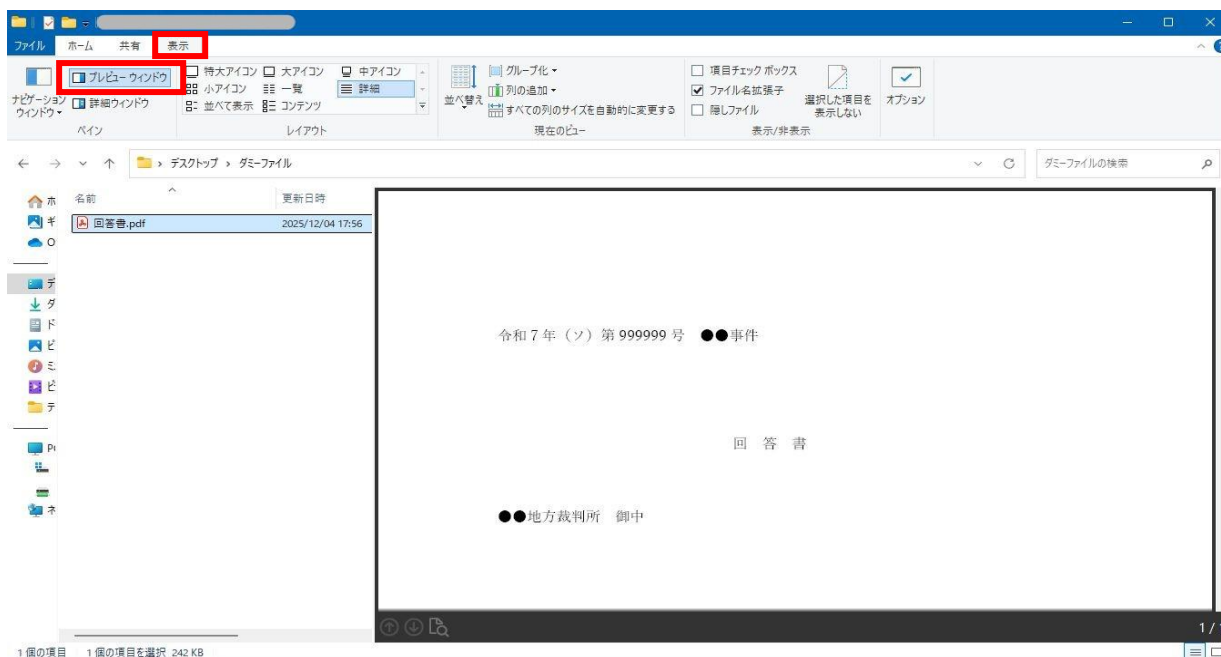 ファイル ホーム 共有 表示
ナビゲーション ウィンドウ
プレビュー ウィンドウ
詳細ウィンドウ
ペイン
特大アイコン 大アイコン 中アイコン
小アイコン 一覧 詳細
並べて表示 コンテンツ
レイアウト
並べ替え
グループ化
列の追加
すべての列のサイズを自動的に変更する
現在のビュー
項目チェック ボックス
ファイル名拡張子
隠しファイル
選択した項目を 表示しない
表示/非表示
オプション
デスクトップ › ダミーファイル
ダミーファイルの検索
名前 更新日時
回答書.pdf 2025/12/04 17:56
ホ
ギ
O
デ
ダ
ド
ピ
ミ
ビ
デ
ネ
令和7年(ソ)第999999号 ●●事件
回 答 書
●●地方裁判所 御中
1 /
1 個の項目 1 個の項目を選択 242 KB